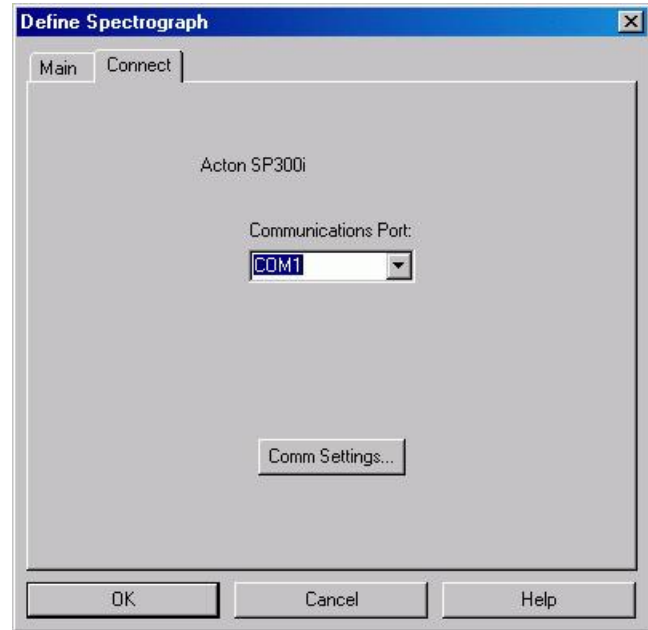 Define Spectrograph
Main Connect
Acton SP300i
Communications Port:
COM1
Comm Settings...
OK Cancel Help